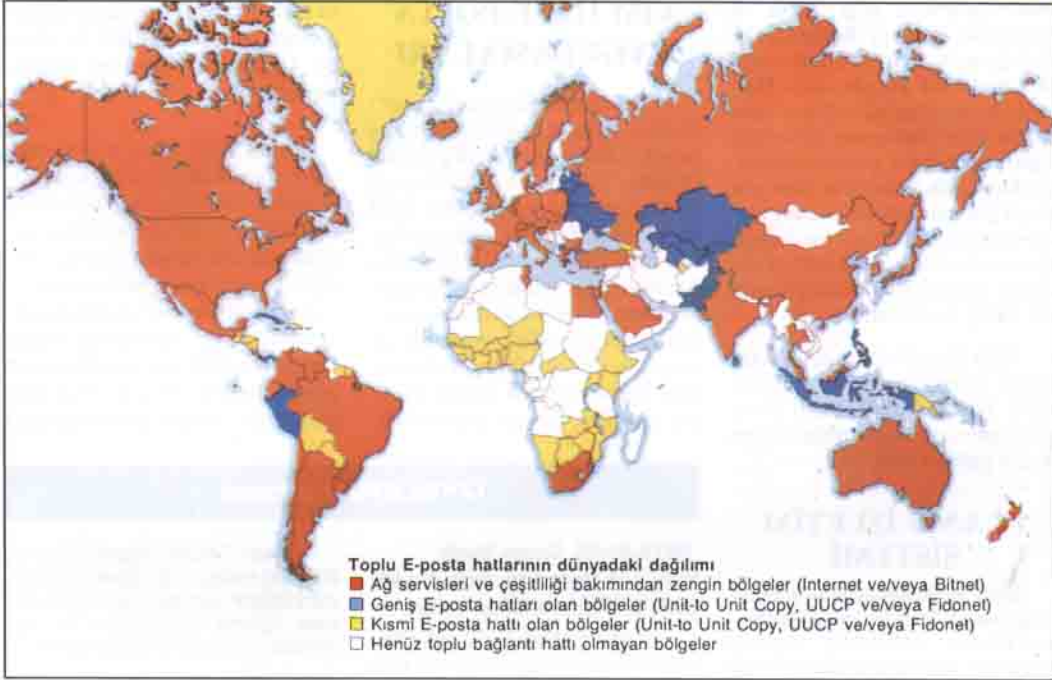 Toplu E-posta hatlarının dünyadaki dağılımı
Ağ servisleri ve çeşitliliği bakımından zengin bölgeler (Internet ve/veya Bitnet)
Geniş E-posta hatları olan bölgeler (Unit-to Unit Copy, UUCP ve/veya Fidonet)
Kısmî E-posta hattı olan bölgeler (Unit-to Unit Copy, UUCP ve/veya Fidonet)
Henüz toplu bağlantı hattı olmayan bölgeler